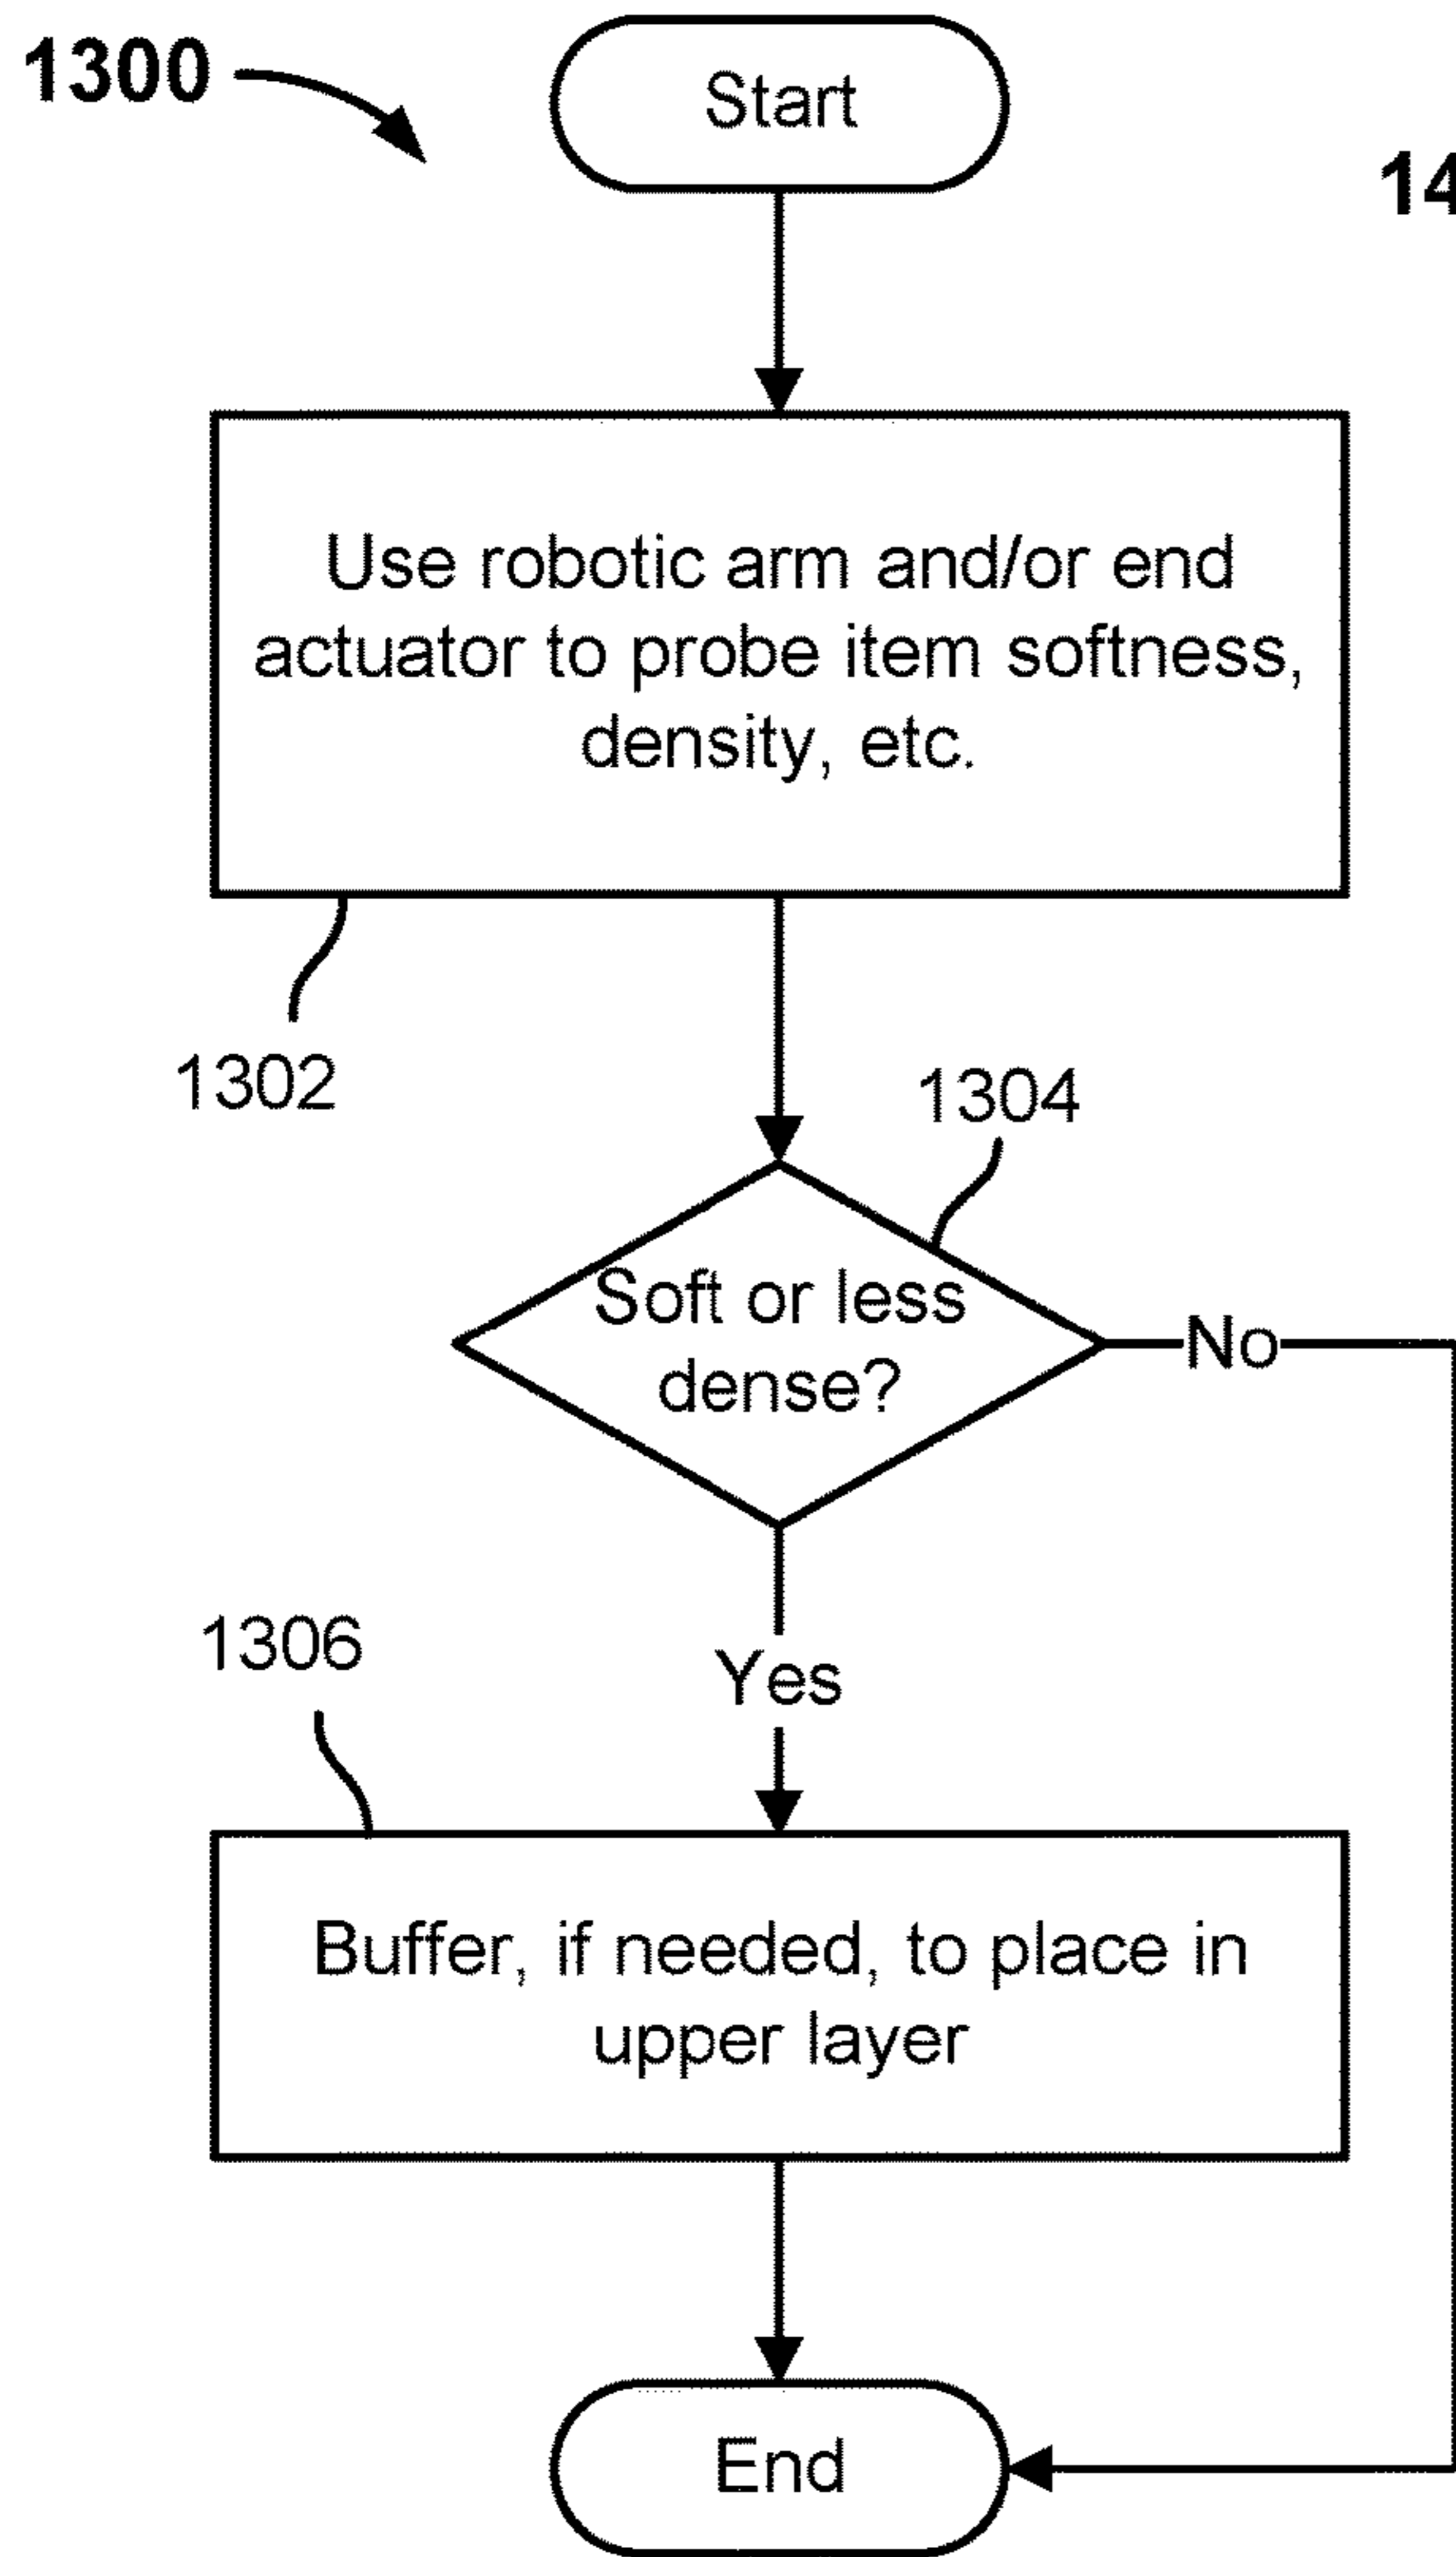 1300
Start
14
Use robotic arm and/or end
actuator to probe item softness,
density, etc.
1302
1304
Soft or less
dense?
No
Yes
1306
Buffer, if needed, to place in
upper layer
End